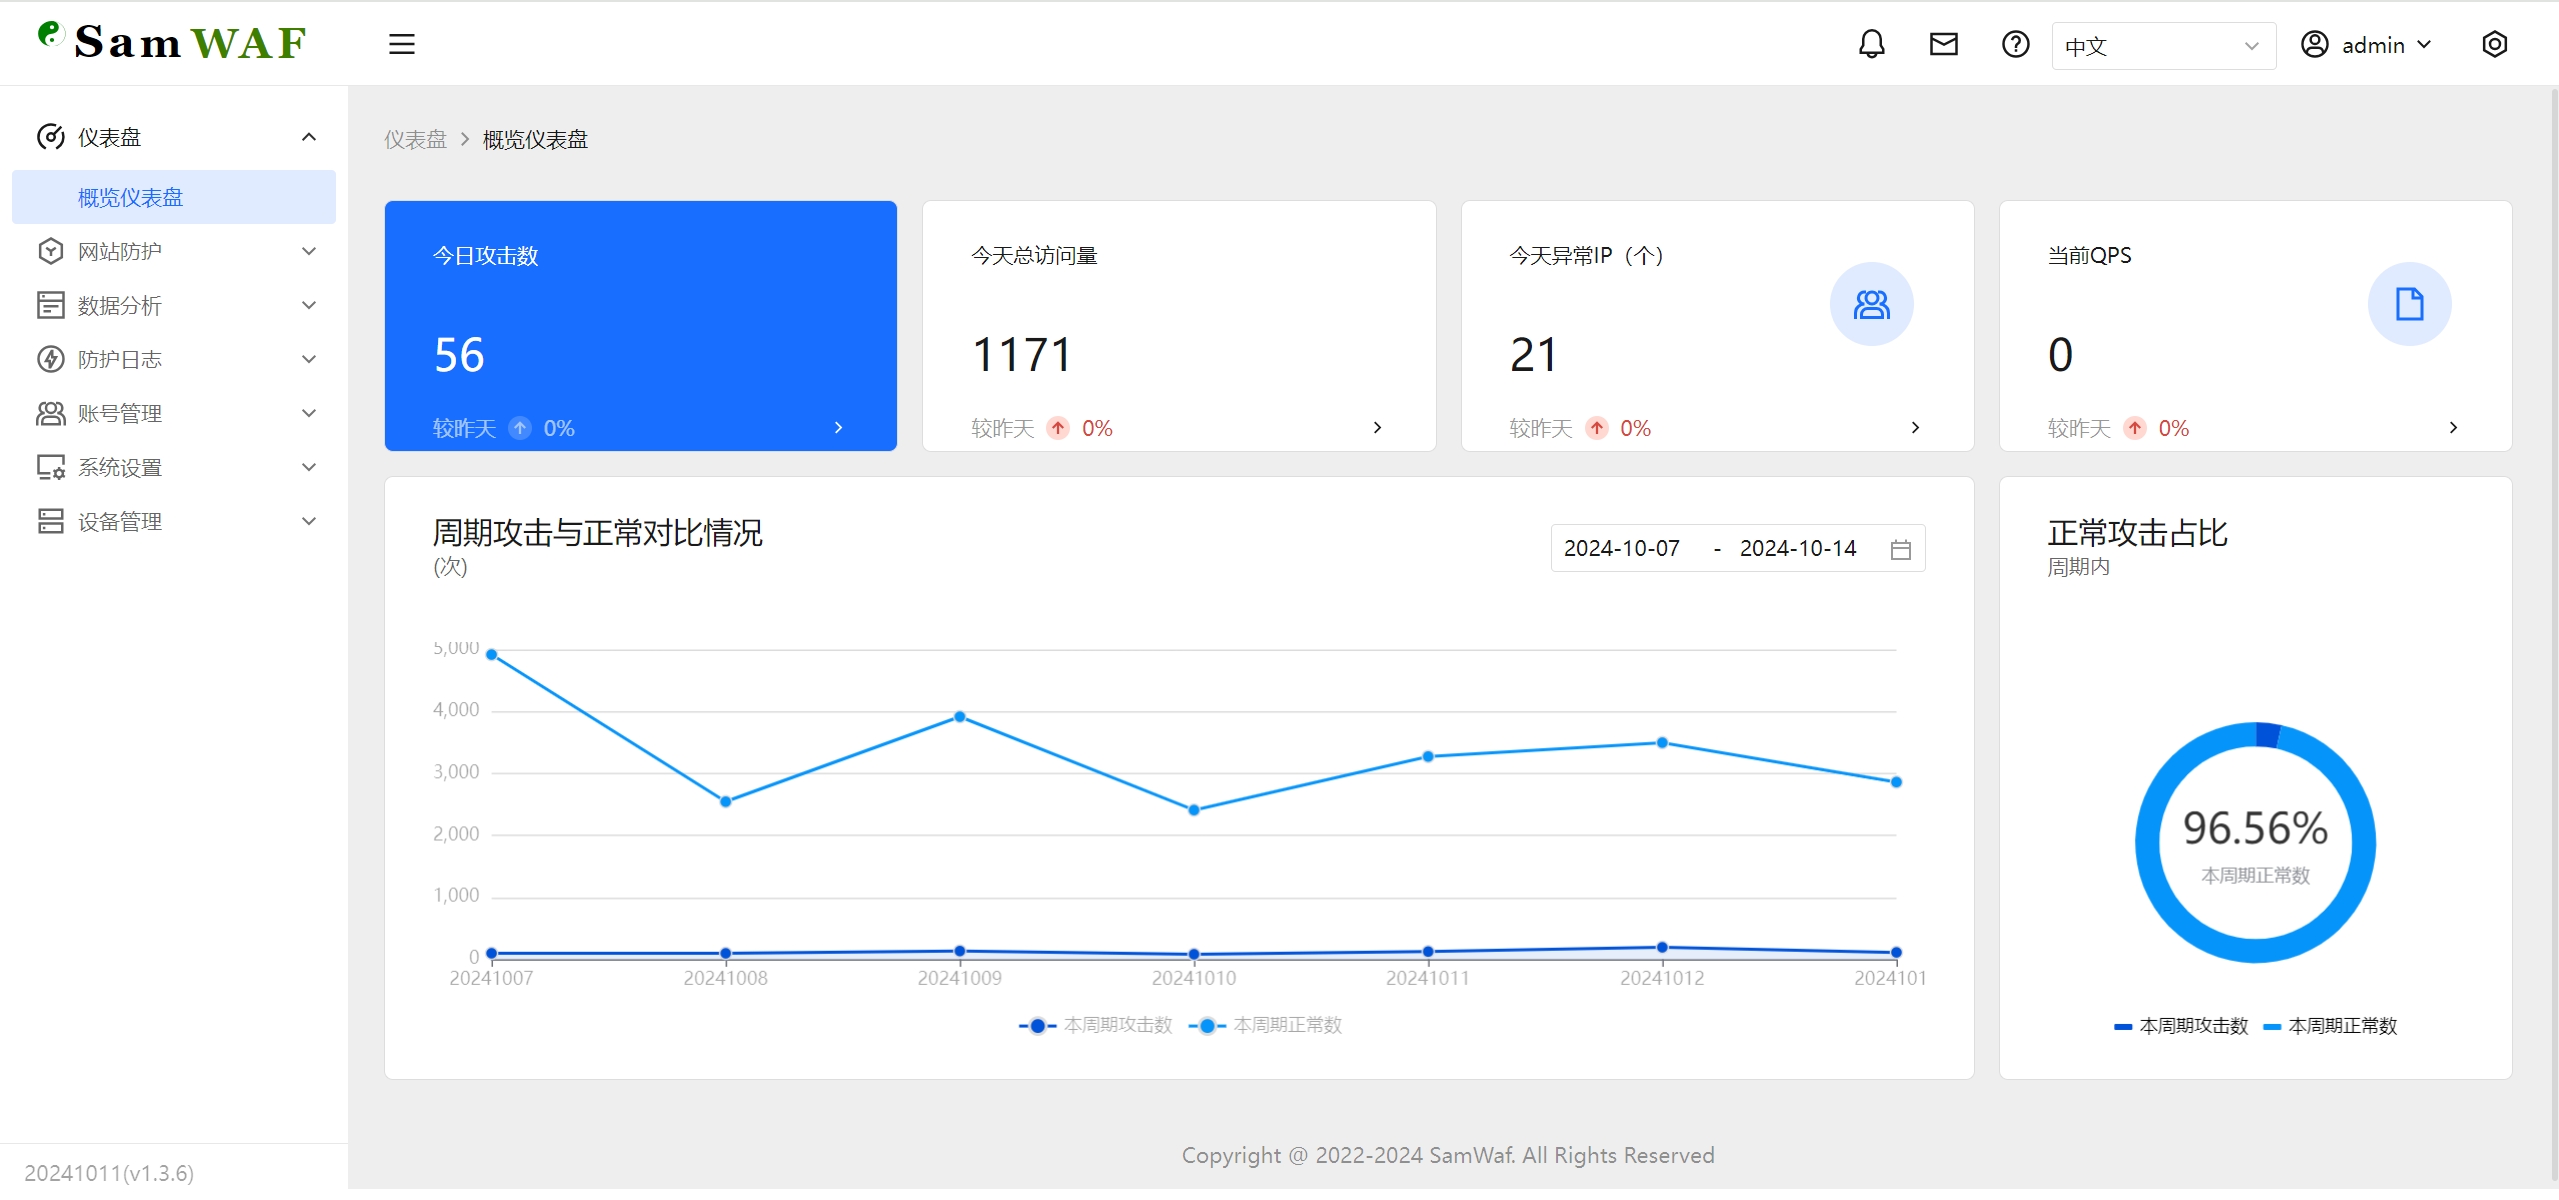 Sam WAF
中文
admin
仪表盘
概览仪表盘
网站防护
数据分析
防护日志
账号管理
系统设置
设备管理
20241011(v1.3.6)
仪表盘 > 概览仪表盘
今日攻击数
56
较昨天 0%
今天总访问量
1171
较昨天 0%
今天异常IP（个）
21
较昨天 0%
当前QPS
0
较昨天 0%
周期攻击与正常对比情况
(次)
2024-10-07 - 2024-10-14
5,000
4,000
3,000
2,000
1,000
0
20241007 20241008 20241009 20241010 20241011 20241012 2024101
本周期攻击数 本周期正常数
正常攻击占比
周期内
96.56%
本周期正常数
本周期攻击数 本周期正常数
Copyright @ 2022-2024 SamWaf. All Rights Reserved